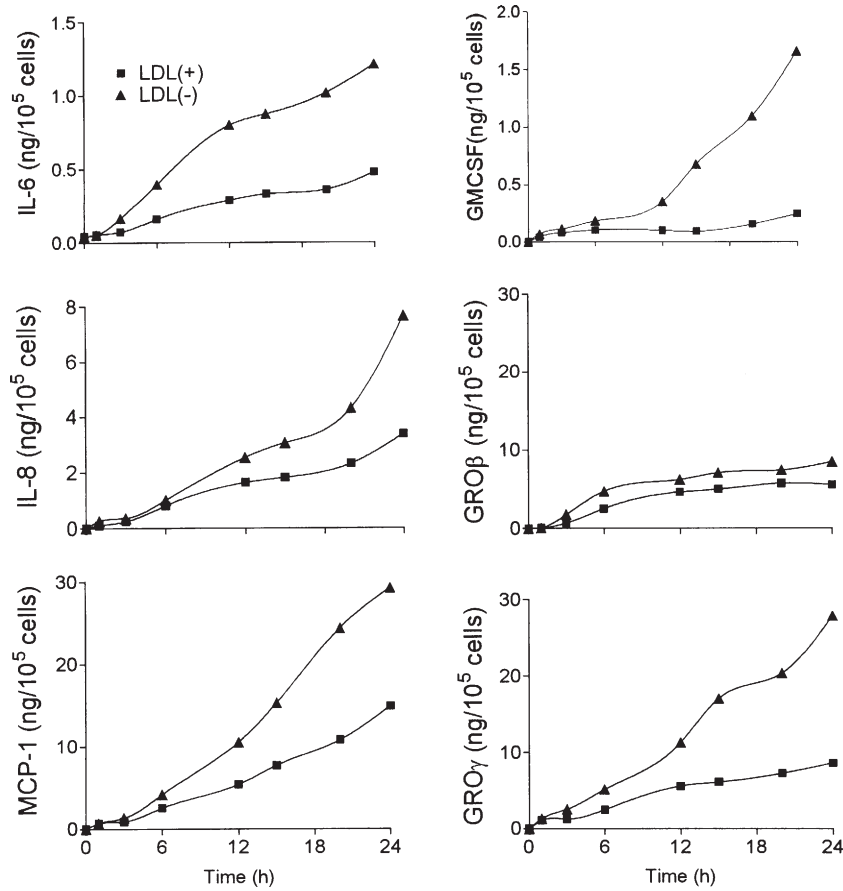 IL-6 (ng/10⁵ cells)
1.5
1.0
0.5
0.0
LDL(+)
LDL(-)
GMCSF(ng/10⁵ cells)
2.0
1.5
1.0
0.5
0.0
IL-8 (ng/10⁵ cells)
8
6
4
2
0
GROβ (ng/10⁵ cells)
30
20
10
0
MCP-1 (ng/10⁵ cells)
30
20
10
0
0 6 12 18 24
Time (h)
GROγ (ng/10⁵ cells)
30
20
10
0
0 6 12 18 24
Time (h)